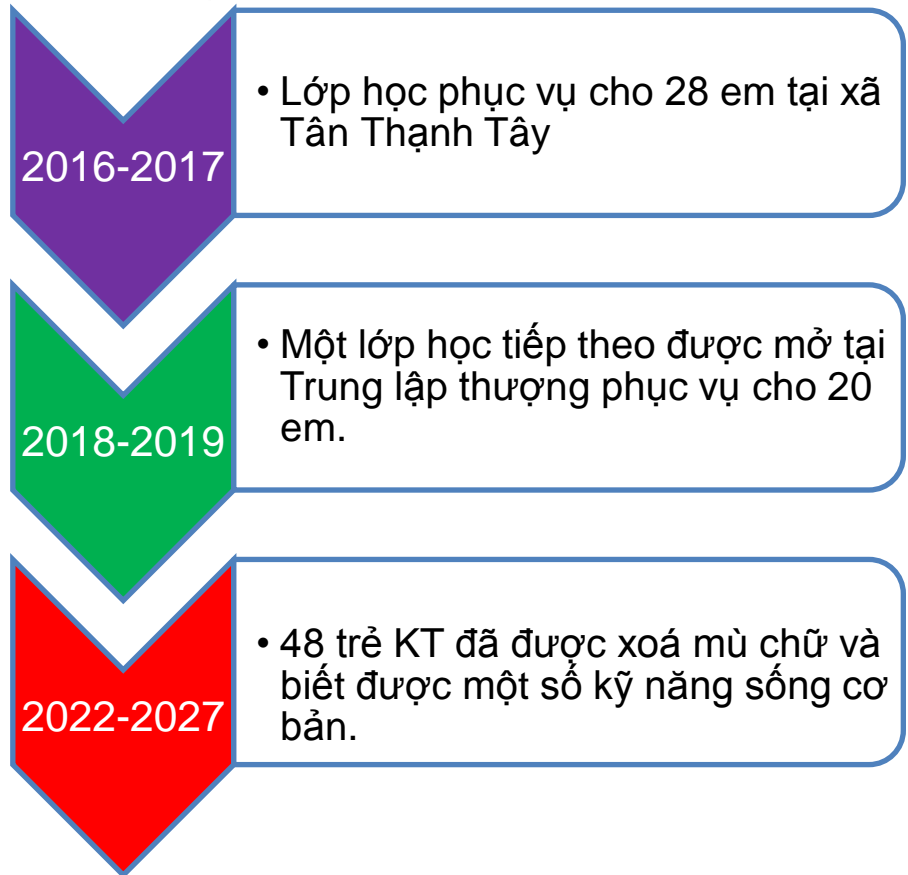 2016-2017
• Lớp học phục vụ cho 28 em tại xã
Tân Thạnh Tây
2018-2019
• Một lớp học tiếp theo được mở tại
Trung lập thượng phục vụ cho 20
em.
2022-2027
• 48 trẻ KT đã được xoá mù chữ và
biết được một số kỹ năng sống cơ
bản.